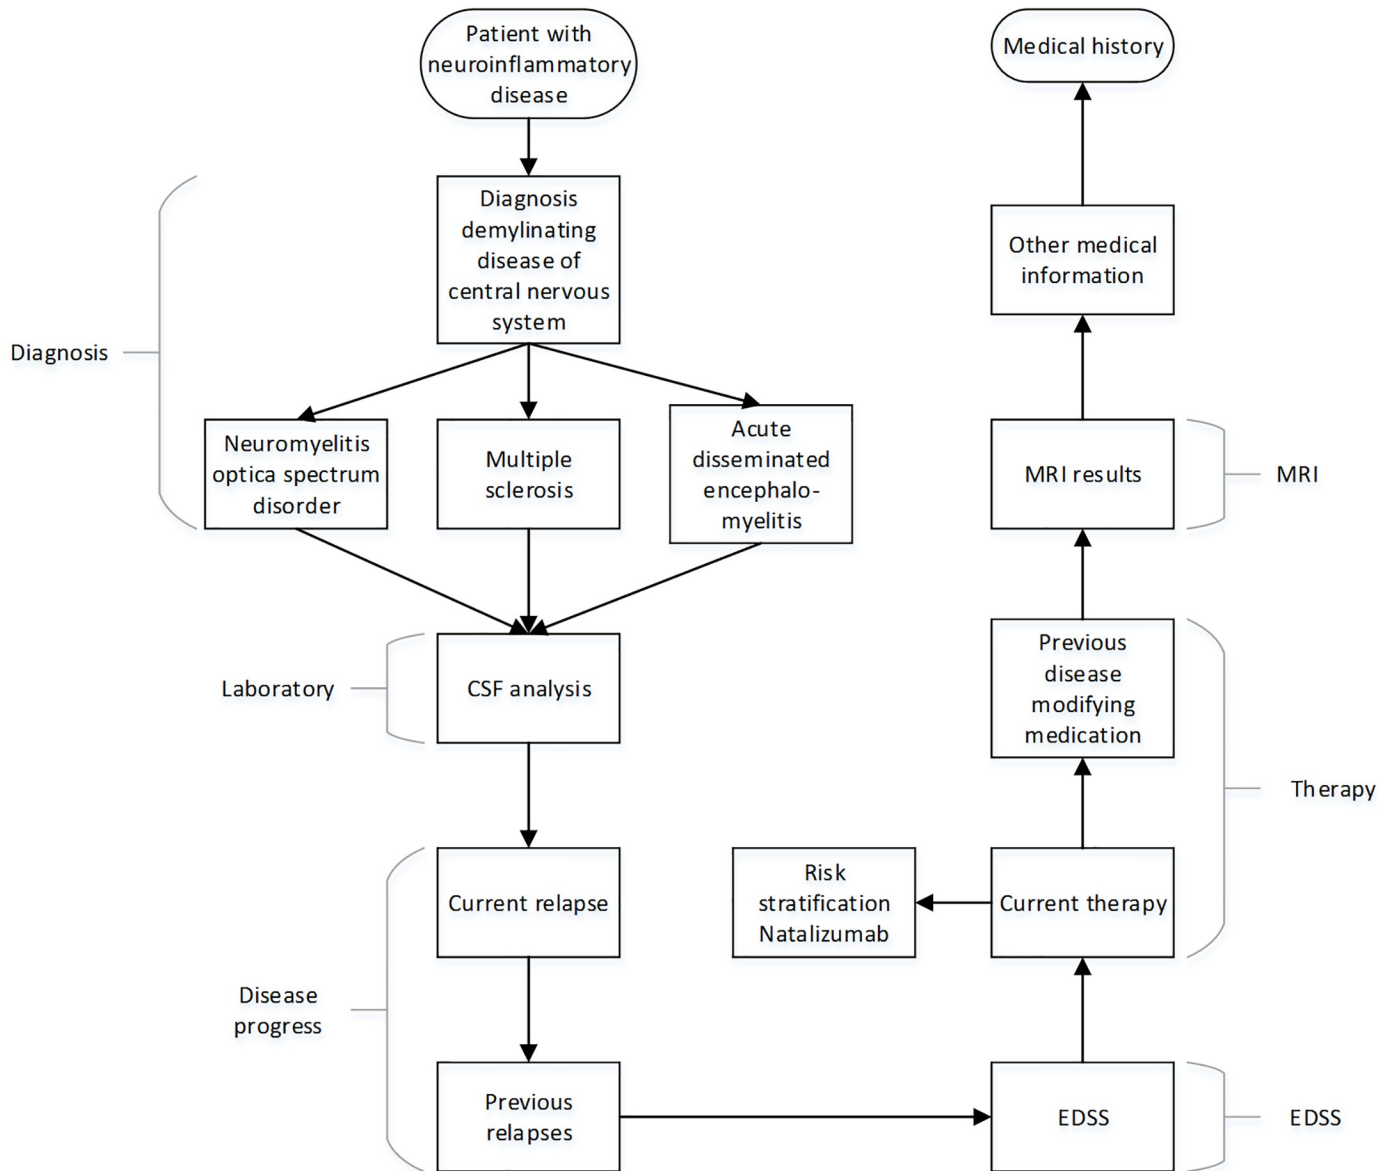 Patient with
neuroinflammatory
disease
Diagnosis
demylinating
disease of
central nervous
system
Diagnosis
Neuromyelitis
optica spectrum
disorder
Multiple
sclerosis
Acute
disseminated
encephalo-
myelitis
Laboratory
CSF analysis
Current relapse
Disease
progress
Previous
relapses
EDSS
EDSS
Risk
stratification
Natalizumab
Current therapy
Therapy
Previous
disease
modifying
medication
MRI results
MRI
Other medical
information
Medical history